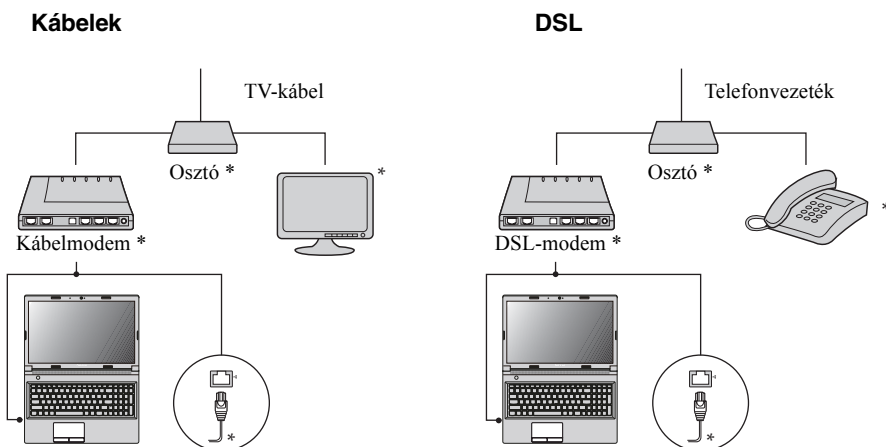 Kábelek
TV-kábel
Osztó *
*
Kábelmodem *
*
DSL
Telefonvezeték
Osztó *
*
DSL-modem *
*